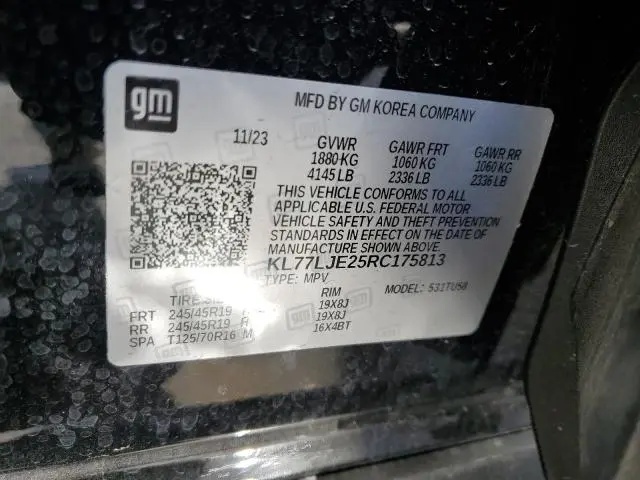 gm
MFD BY GM KOREA COMPANY
11/23 GVWR GAWR FRT GAWR RR
1880 KG 1060 KG 1060 KG
4145 LB 2336 LB 2336 LB
THIS VEHICLE CONFORMS TO ALL
APPLICABLE U.S. FEDERAL MOTOR
VEHICLE SAFETY AND THEFT PREVENTION
STANDARDS IN EFFECT ON THE DATE OF
MANUFACTURE SHOWN ABOVE.
KL77LJE25RC175813
TYPE: MPV MODEL: 531TU58
TIRE RIM
FRT 245/45R19 19X8J
RR 245/45R19 19X8J
SPA T125/70R16 M 16X4BT